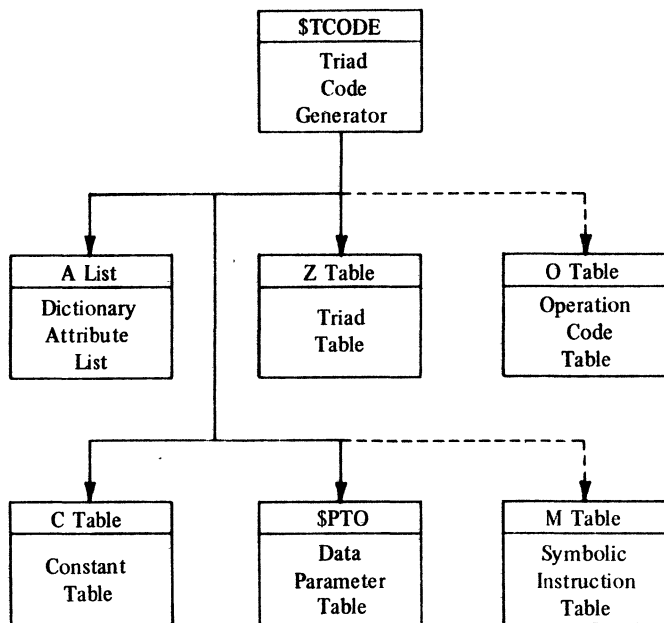 $TCODE
Triad
Code
Generator
A List
Dictionary
Attribute
List
Z Table
Triad
Table
O Table
Operation
Code
Table
C Table
Constant
Table
$PTO
Data
Parameter
Table
M Table
Symbolic
Instruction
Table